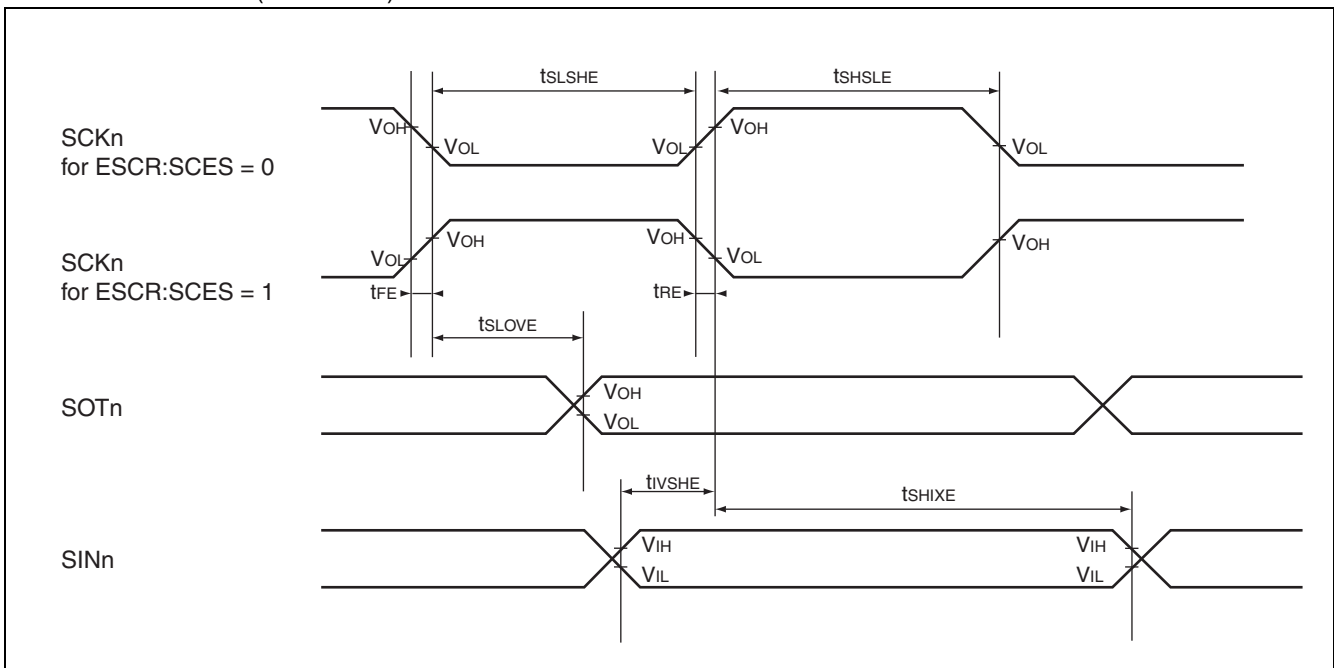 tSLSHE
tSHSLE
SCKn
for ESCR:SCES = 0
VOH
VOL
VOL
VOH
VOL
SCKn
for ESCR:SCES = 1
VOL
VOH
VOH
VOL
VOH
tFE
tRE
tSLOVE
SOTn
VOH
VOL
tIVSHE
tSHIXE
SINn
VIH
VIL
VIH
VIL